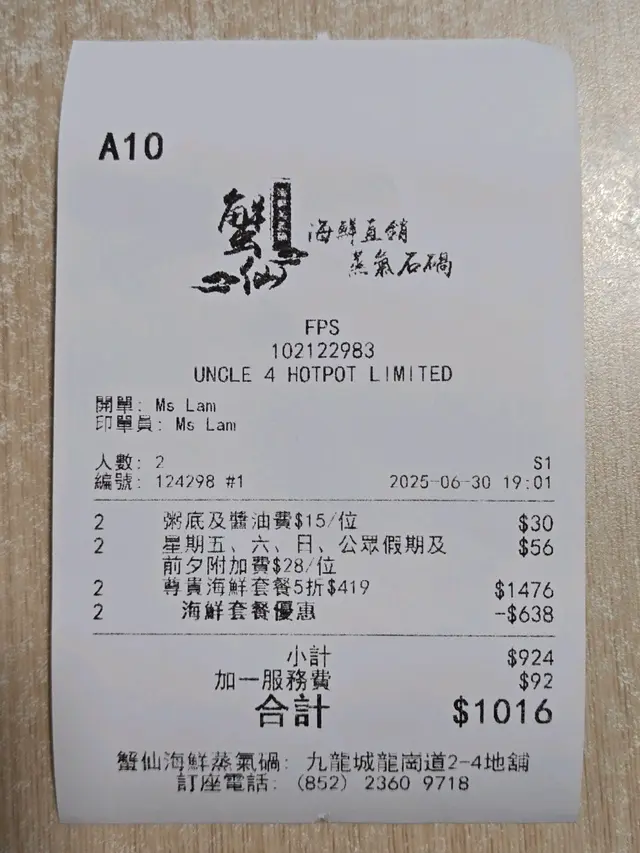 A10
蟹仙
海鮮直銷
蒸氣石鍋
FPS
102122983
UNCLE 4 HOTPOT LIMITED
開單: Ms Lam
印單員: Ms Lam
人數: 2 S1
編號: 124298 #1 2025-06-30 19:01
2 粥底及醬油費$15/位 $30
2 星期五、六、日、公眾假期及 $56
前夕附加費$28/位
2 尊貴海鮮套餐5折$419 $1476
2 海鮮套餐優惠 -$638
小計 $924
加一服務費 $92
合計 $1016
蟹仙海鮮蒸氣鍋: 九龍城龍崗道2-4地舖
訂座電話: (852) 2360 9718